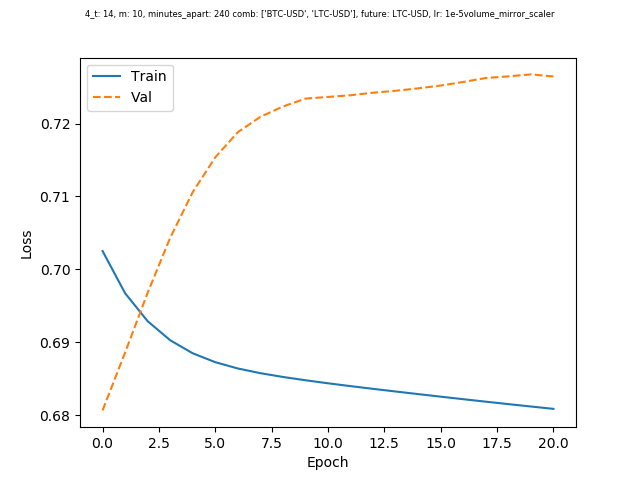 4_t: 14, m: 10, minutes_apart: 240 comb: ['BTC-USD', 'LTC-USD'], future: LTC-USD, lr: 1e-5volume_mirror_scaler
Train
Val
0.72
0.71
0.70
0.69
0.68
Loss
0.0 2.5 5.0 7.5 10.0 12.5 15.0 17.5 20.0
Epoch